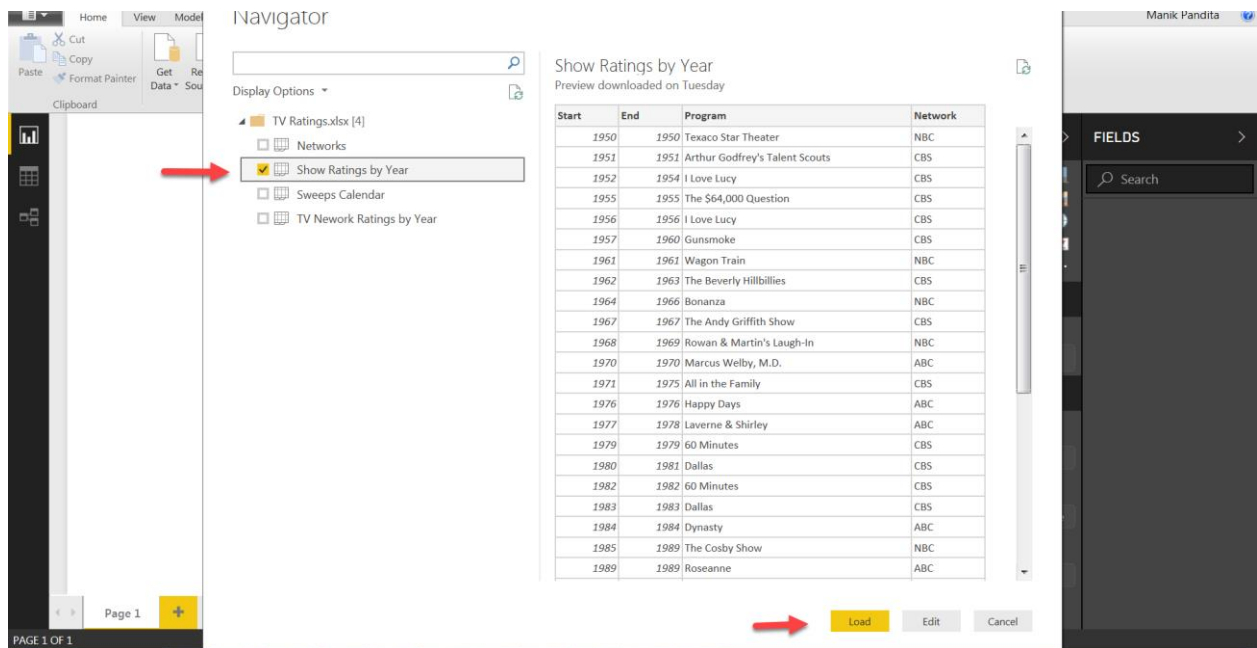 Home View Model
Manik Pandita
Navigator
Cut
Copy
Format Painter
Paste
Get
Data
Re
Sou
Clipboard
Display Options
TV Ratings.xlsx [4]
Networks
Show Ratings by Year
Sweeps Calendar
TV Nework Ratings by Year
Show Ratings by Year
Preview downloaded on Tuesday
Start End Program Network
1950 1950 Texaco Star Theater NBC
1951 1951 Arthur Godfrey's Talent Scouts CBS
1952 1954 I Love Lucy CBS
1955 1955 The $64,000 Question CBS
1956 1956 I Love Lucy CBS
1957 1960 Gunsmoke CBS
1961 1961 Wagon Train NBC
1962 1963 The Beverly Hillbillies CBS
1964 1966 Bonanza NBC
1967 1967 The Andy Griffith Show CBS
1968 1969 Rowan & Martin's Laugh-In NBC
1970 1970 Marcus Welby, M.D. ABC
1971 1975 All in the Family CBS
1976 1976 Happy Days ABC
1977 1978 Laverne & Shirley ABC
1979 1979 60 Minutes CBS
1980 1981 Dallas CBS
1982 1982 60 Minutes CBS
1983 1983 Dallas CBS
1984 1984 Dynasty ABC
1985 1989 The Cosby Show NBC
1989 1989 Roseanne ABC
FIELDS
Search
Load Edit Cancel
Page 1
PAGE 1 OF 1